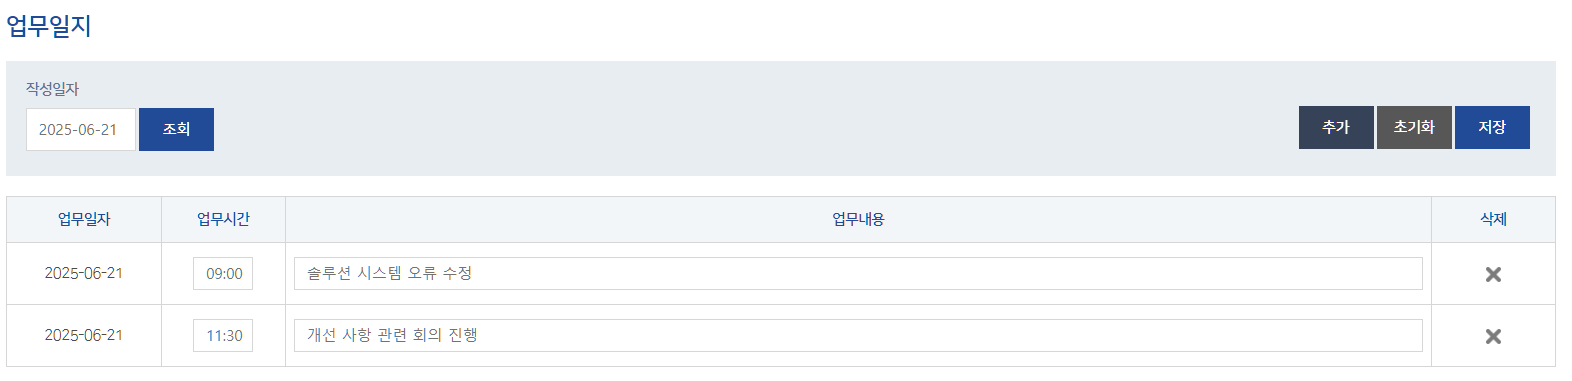 업무일지
작성일자
2025-06-21 조회 추가 초기화 저장
업무일자 업무시간 업무내용 삭제
2025-06-21 09:00 솔루션 시스템 오류 수정
2025-06-21 11:30 개선 사항 관련 회의 진행